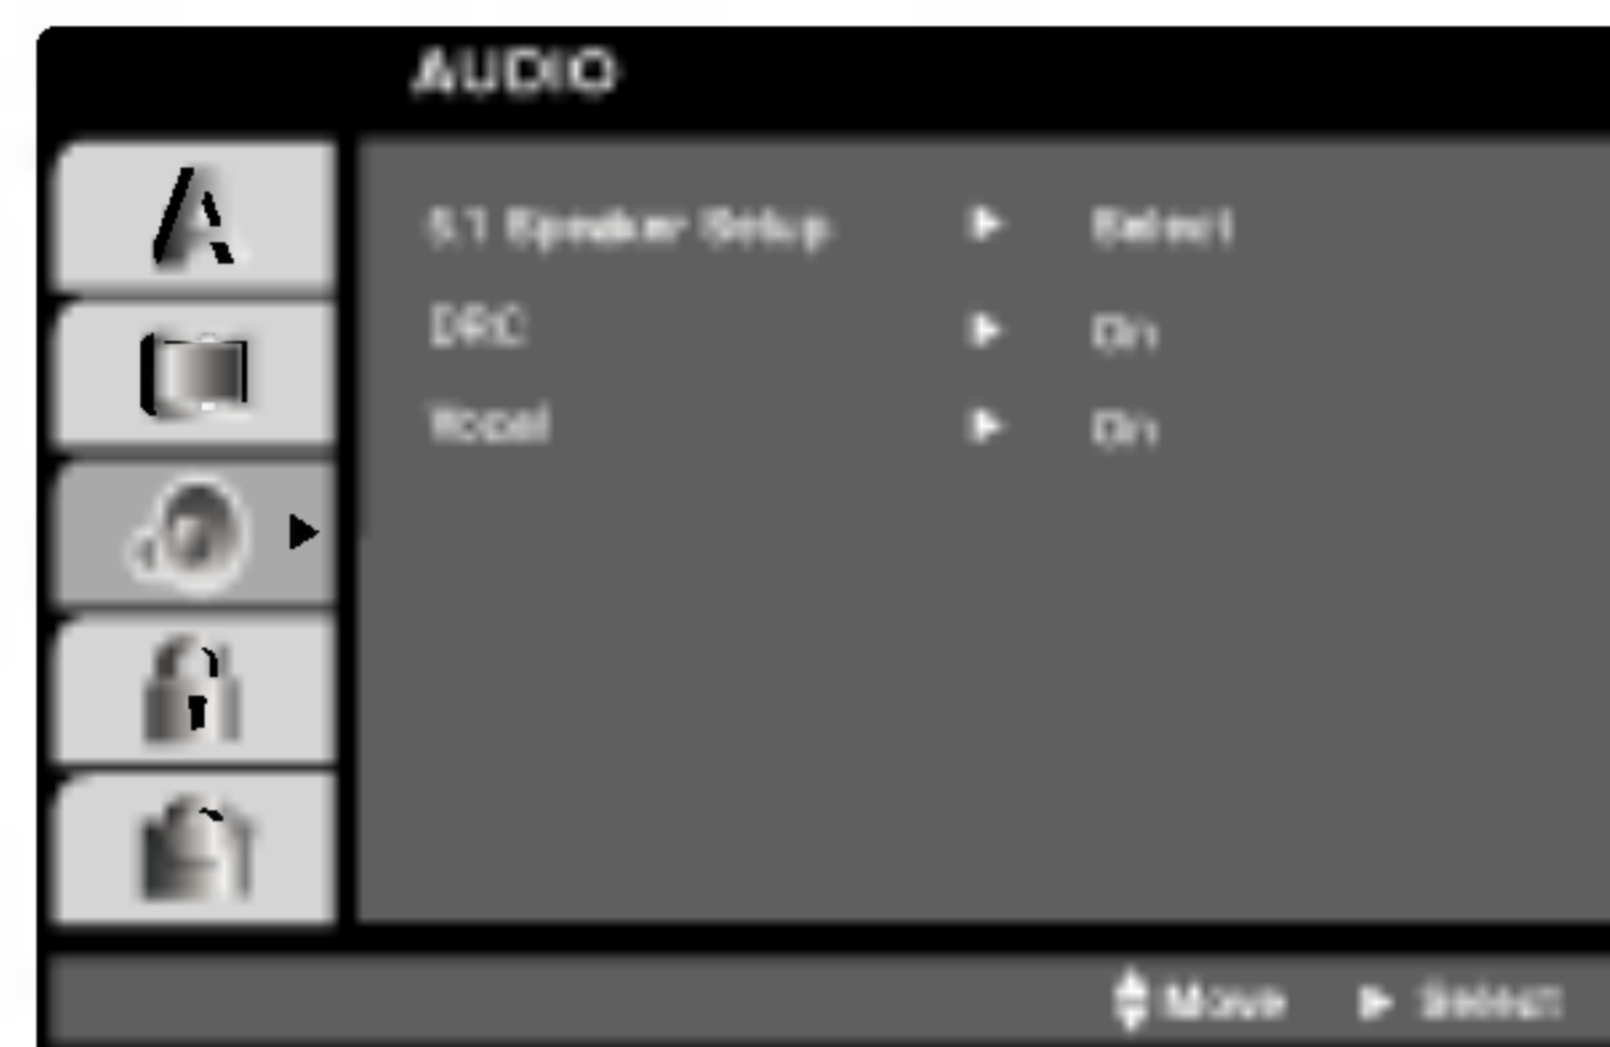 AUDIO
5.1 Speaker Setup ▶ Select
DRC ▶ On
Vocal ▶ On
Move ▶ Select